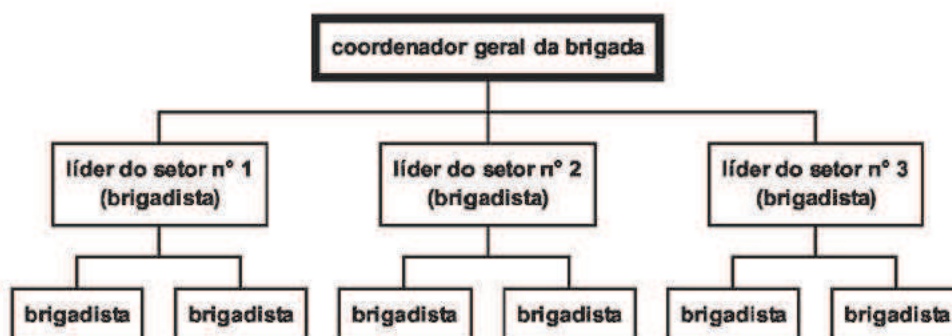 coordenador geral da brigada
líder do setor n° 1
(brigadista)
líder do setor n° 2
(brigadista)
líder do setor n° 3
(brigadista)
brigadista
brigadista
brigadista
brigadista
brigadista
brigadista